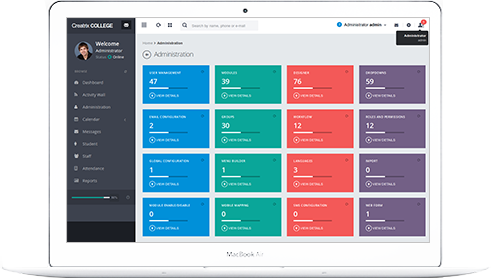 Creatrix COLLEGE
Search by name, phone or e-mail
Administrator admin
Administrator
admin
Welcome
Administrator
Status Online
Home > Administration
Administration
Dashboard
Activity Wall
Administration
Calendar
Messages
Student
Staff
Attendance
Reports
USER MANAGEMENT
47
VIEW DETAILS
MODULES
39
VIEW DETAILS
76
VIEW DETAILS
DROPDOWNS
59
VIEW DETAILS
EMAIL CONFIGURATION
2
VIEW DETAILS
GROUPS
30
VIEW DETAILS
WORKFLOW
12
VIEW DETAILS
ROLES AND PERMISSIONS
12
VIEW DETAILS
GLOBAL CONFIGURATION
1
VIEW DETAILS
MENU BUILDER
1
VIEW DETAILS
LANGUAGES
3
VIEW DETAILS
REPORT
0
VIEW DETAILS
MODULE ENABLE/DISABLE
0
VIEW DETAILS
MOBILE MAPPING
0
VIEW DETAILS
SMS CONFIGURATION
0
VIEW DETAILS
WEB FORM
1
VIEW DETAILS
MacBook Air